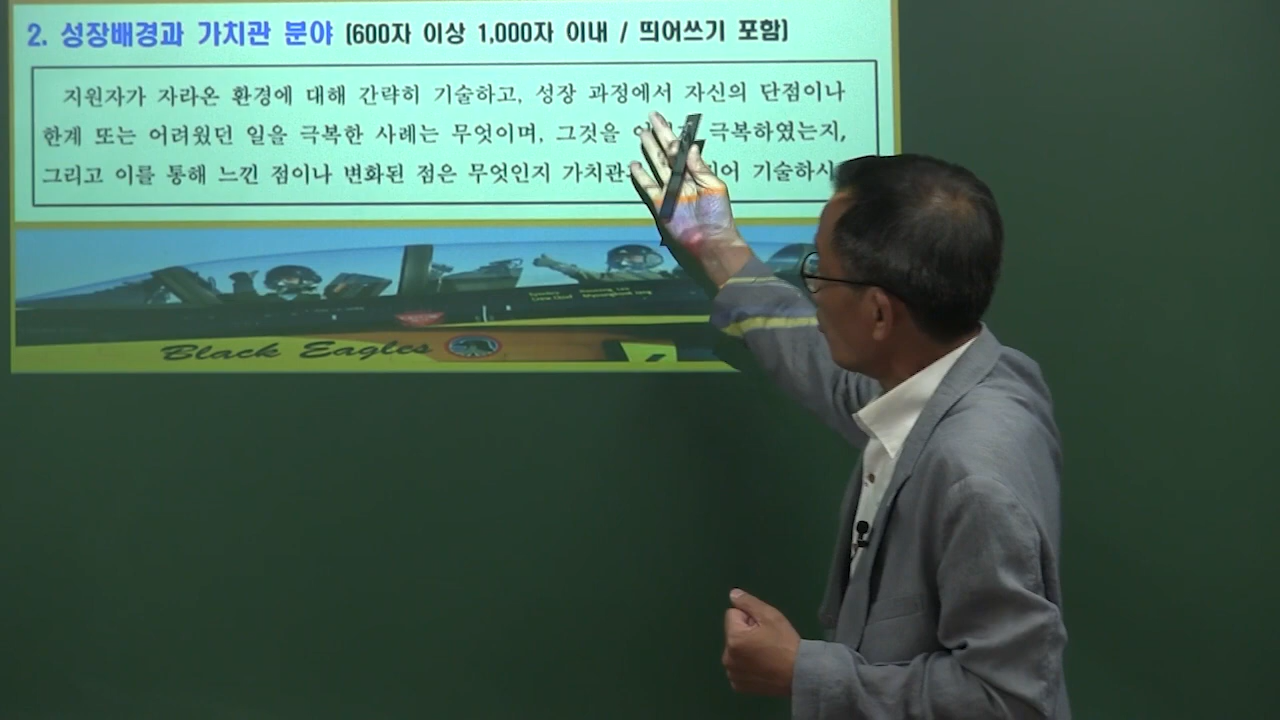 2. 성장배경과 가치관 분야 (600자 이상 1,000자 이내 / 띄어쓰기 포함)
지원자가 자라온 환경에 대해 간략히 기술하고, 성장 과정에서 자신의 단점이나
한계 또는 어려웠던 일을 극복한 사례는 무엇이며, 그것을 극복하였는지,
그리고 이를 통해 느낀 점이나 변화된 점은 무엇인지 기술하시
Black Eagles